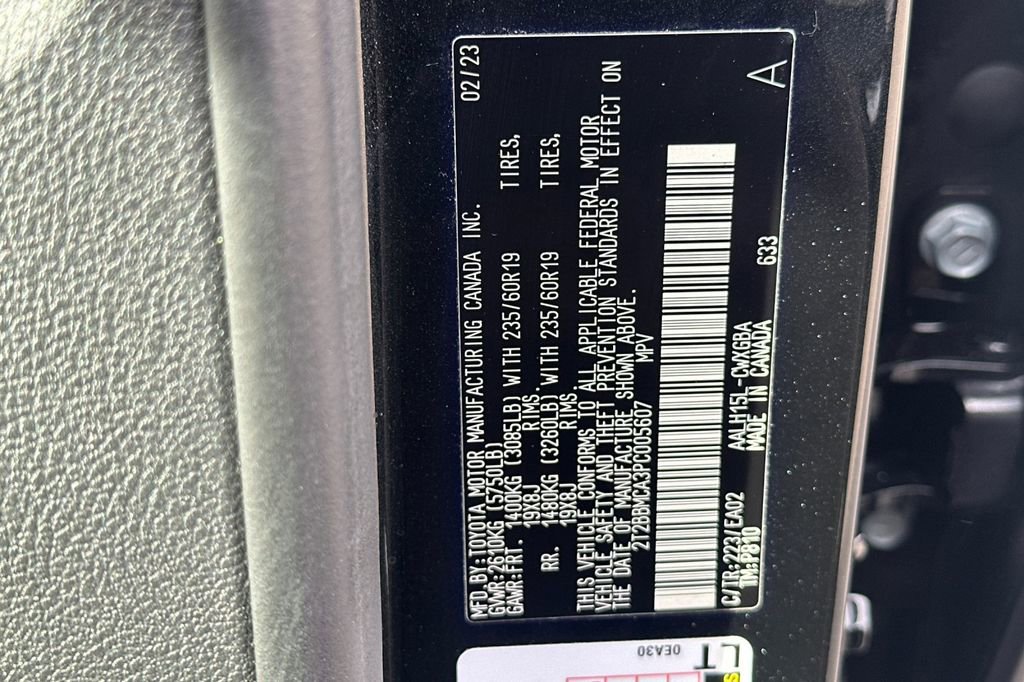 MFD.BY:TOYOTA MOTOR MANUFACTURING CANADA INC. 02/23
GVWR:2610KG (5750LB)
GAWR:FRT. 1400KG (3085LB) WITH 235/60R19 TIRES,
19X8J RIMS.
RR. 1480KG (3260LB) WITH 235/60R19 TIRES,
19X8J RIMS.
THIS VEHICLE CONFORMS TO ALL APPLICABLE FEDERAL MOTOR
VEHICLE SAFETY AND THEFT PREVENTION STANDARDS IN EFFECT ON
THE DATE OF MANUFACTURE SHOWN ABOVE.
2T2BBMCA3PC005607 MPV
C/TR:223/EA02 AALH15L-CWXGBA
TM:P810 MADE IN CANADA 633 A
0EA30